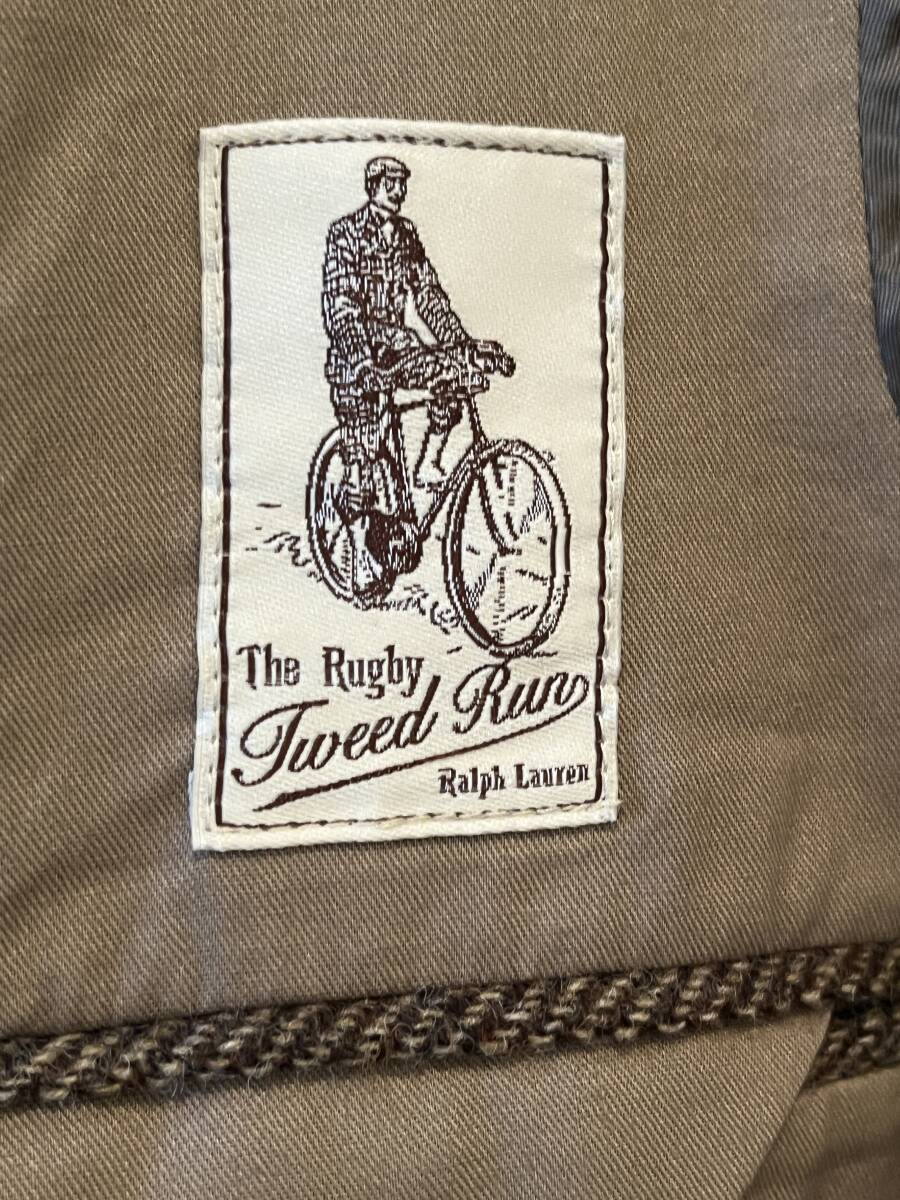 The Rugby
Tweed Run
Ralph Lauren